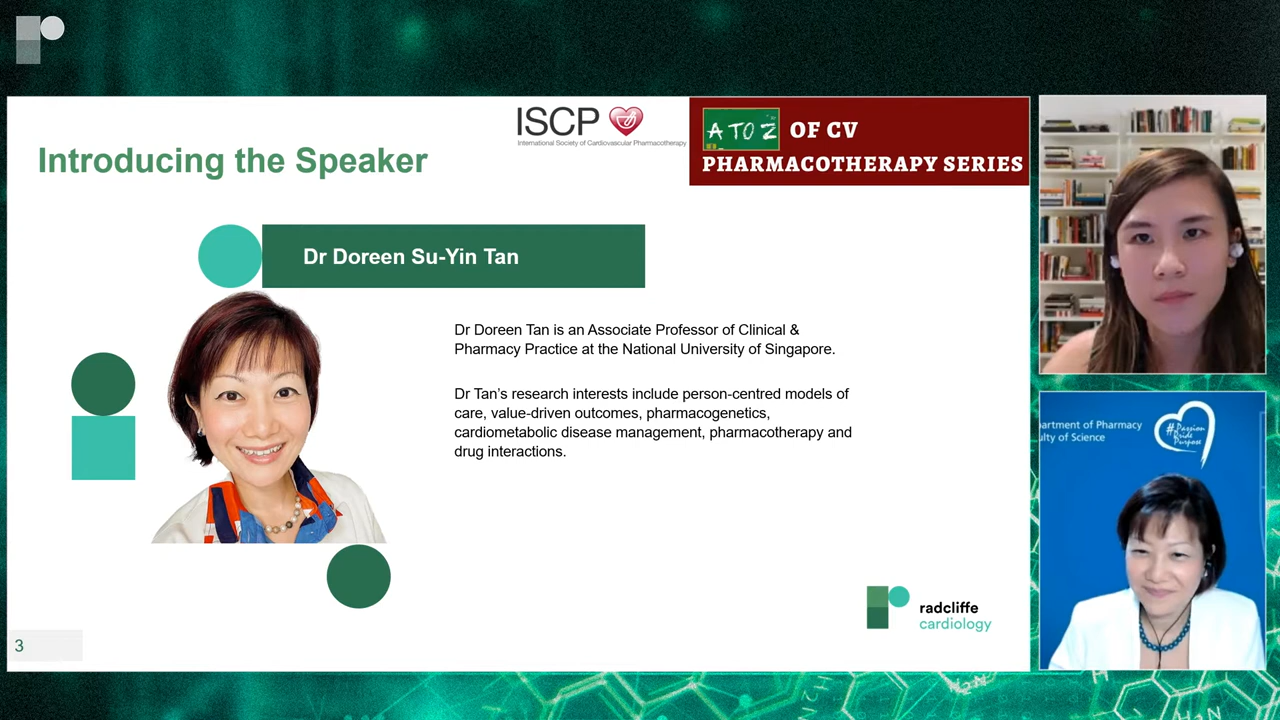 Introducing the Speaker
ISCP
International Society of Cardiovascular Pharmacotherapy
A TO Z OF CV
PHARMACOTHERAPY SERIES
Dr Doreen Su-Yin Tan
Dr Doreen Tan is an Associate Professor of Clinical &
Pharmacy Practice at the National University of Singapore.
Dr Tan's research interests include person-centred models of
care, value-driven outcomes, pharmacogenetics,
cardiometabolic disease management, pharmacotherapy and
drug interactions.
radcliffe
cardiology
3
partment of Pharmacy
ulty of Science
#Passion
Pride
Purpose